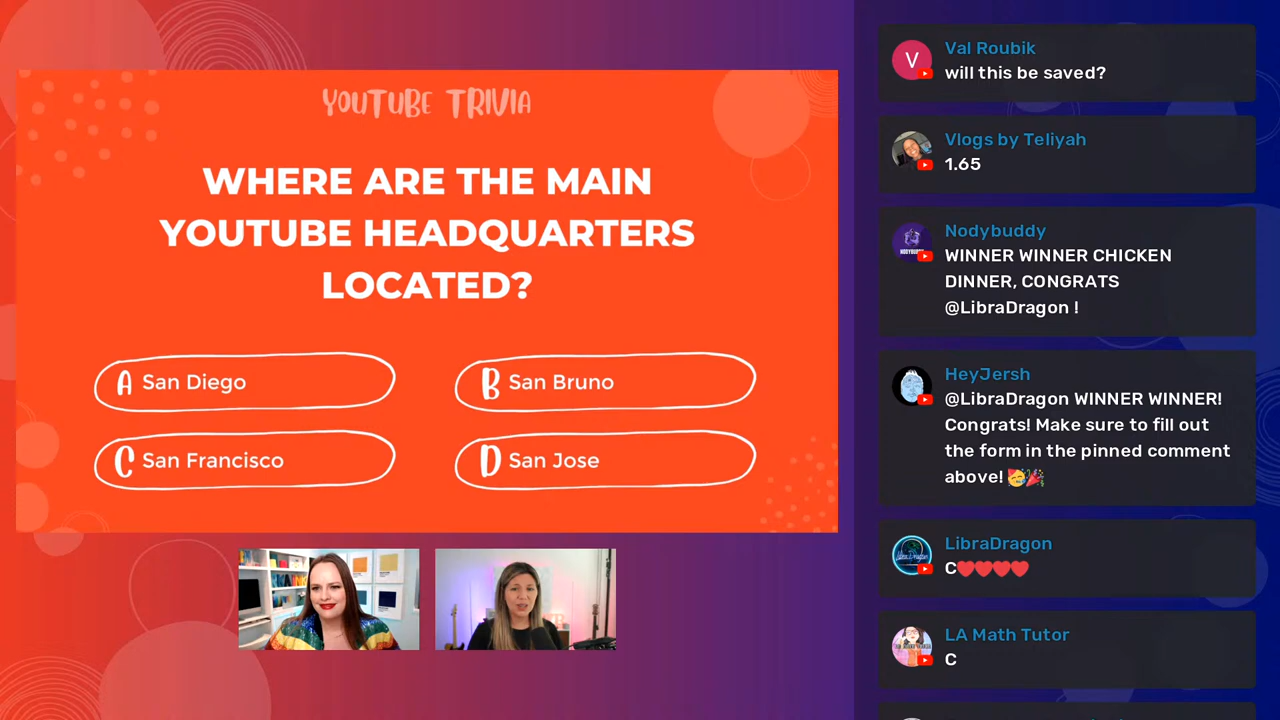 YOUTUBE TRIVIA
WHERE ARE THE MAIN
YOUTUBE HEADQUARTERS
LOCATED?
A San Diego
B San Bruno
C San Francisco
D San Jose
V
Val Roubik
will this be saved?
Vlogs by Teliyah
1.65
Nodybuddy
WINNER WINNER CHICKEN
DINNER, CONGRATS
@LibraDragon !
HeyJersh
@LibraDragon WINNER WINNER!
Congrats! Make sure to fill out
the form in the pinned comment
above! 🥳🎉
LibraDragon
C❤️❤️❤️❤️
LA Math Tutor
C